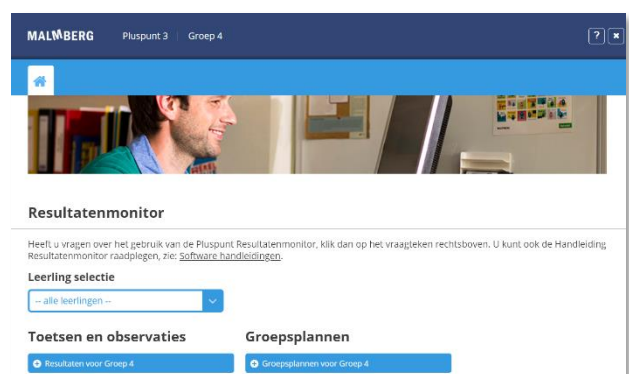 MALMBERG Pluspunt 3 Groep 4 ?
Resultatenmonitor
Heeft u vragen over het gebruik van de Pluspunt Resultatenmonitor, klik dan op het vraagteken rechtsboven. U kunt ook de Handleiding
Resultatenmonitor raadplegen, zie: Software handleidingen.
Leerling selectie
-- alle leerlingen --
Toetsen en observaties Groepsplannen
Resultaten voor Groep 4 Groepsplannen voor Groep 4